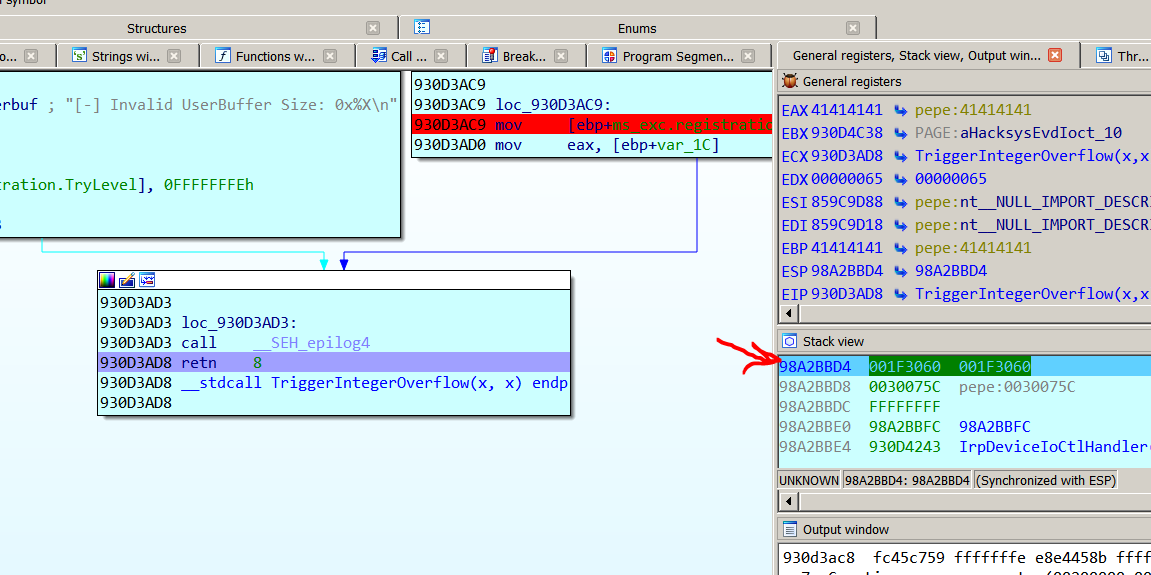 symbol
Structures
Enums
o...
Strings wi...
Functions w...
Call ...
Break...
Program Segmen...
General registers, Stack view, Output win...
Thr...
erbuf ; "[-] Invalid UserBuffer Size: 0x%X\n"
tration.TryLevel], 0FFFFFFFEh
930D3AC9
930D3AC9 loc_930D3AC9:
930D3AC9 mov [ebp+ms_exc.registratio
930D3AD0 mov eax, [ebp+var_1C]
930D3AD3
930D3AD3 loc_930D3AD3:
930D3AD3 call __SEH_epilog4
930D3AD8 retn 8
930D3AD8 __stdcall TriggerIntegerOverflow(x, x) endp
930D3AD8
General registers
EAX 41414141 pepe:41414141
EBX 930D4C38 PAGE:aHacksysEvdIoct_10
ECX 930D3AD8 TriggerIntegerOverflow(x,x
EDX 00000065 00000065
ESI 859C9D88 pepe:nt__NULL_IMPORT_DESCRI
EDI 859C9D18 pepe:nt__NULL_IMPORT_DESCRI
EBP 41414141 pepe:41414141
ESP 98A2BBD4 98A2BBD4
EIP 930D3AD8 TriggerIntegerOverflow(x,x
Stack view
98A2BBD4 001F3060 001F3060
98A2BBD8 0030075C pepe:0030075C
98A2BBDC FFFFFFFF
98A2BBE0 98A2BBFC 98A2BBFC
98A2BBE4 930D4243 IrpDeviceIoCtlHandler(
UNKNOWN 98A2BBD4: 98A2BBD4 (Synchronized with ESP)
Output window
930d3ac8 fc45c759 fffffffe e8e4458b ffff